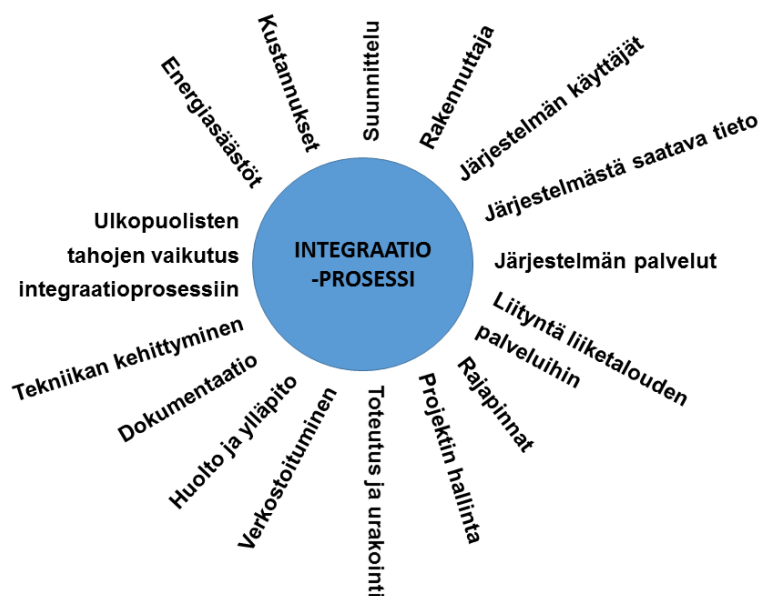 INTEGRAATIO
-PROSESSI
Suunnittelu
Rakennuttaja
Järjestelmän käyttäjät
Järjestelmästä saatava tieto
Järjestelmän palvelut
Liityntä liiketalouden
palveluihin
Rajapinnat
Projektin hallinta
Toteutus ja urakointi
Verkostoituminen
Huolto ja ylläpito
Dokumentaatio
Tekniikan kehittyminen
Ulkopuolisten
tahojen vaikutus
integraatioprosessiin
Energiasäästöt
Kustannukset